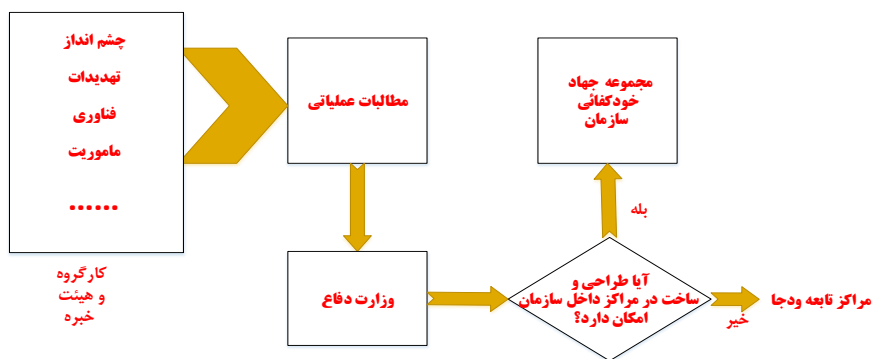 چشم انداز
تهدیدات
فناوری
ماموریت
......
کارگروه
و هیئت
خبره
مطالبات عملیاتی
وزارت دفاع
مجموعه جهاد
خودکفائی
سازمان
بله
آیا طراحی و
ساخت در مراکز داخل سازمان
امکان دارد؟
خیر
مراکز تابعه ودجا